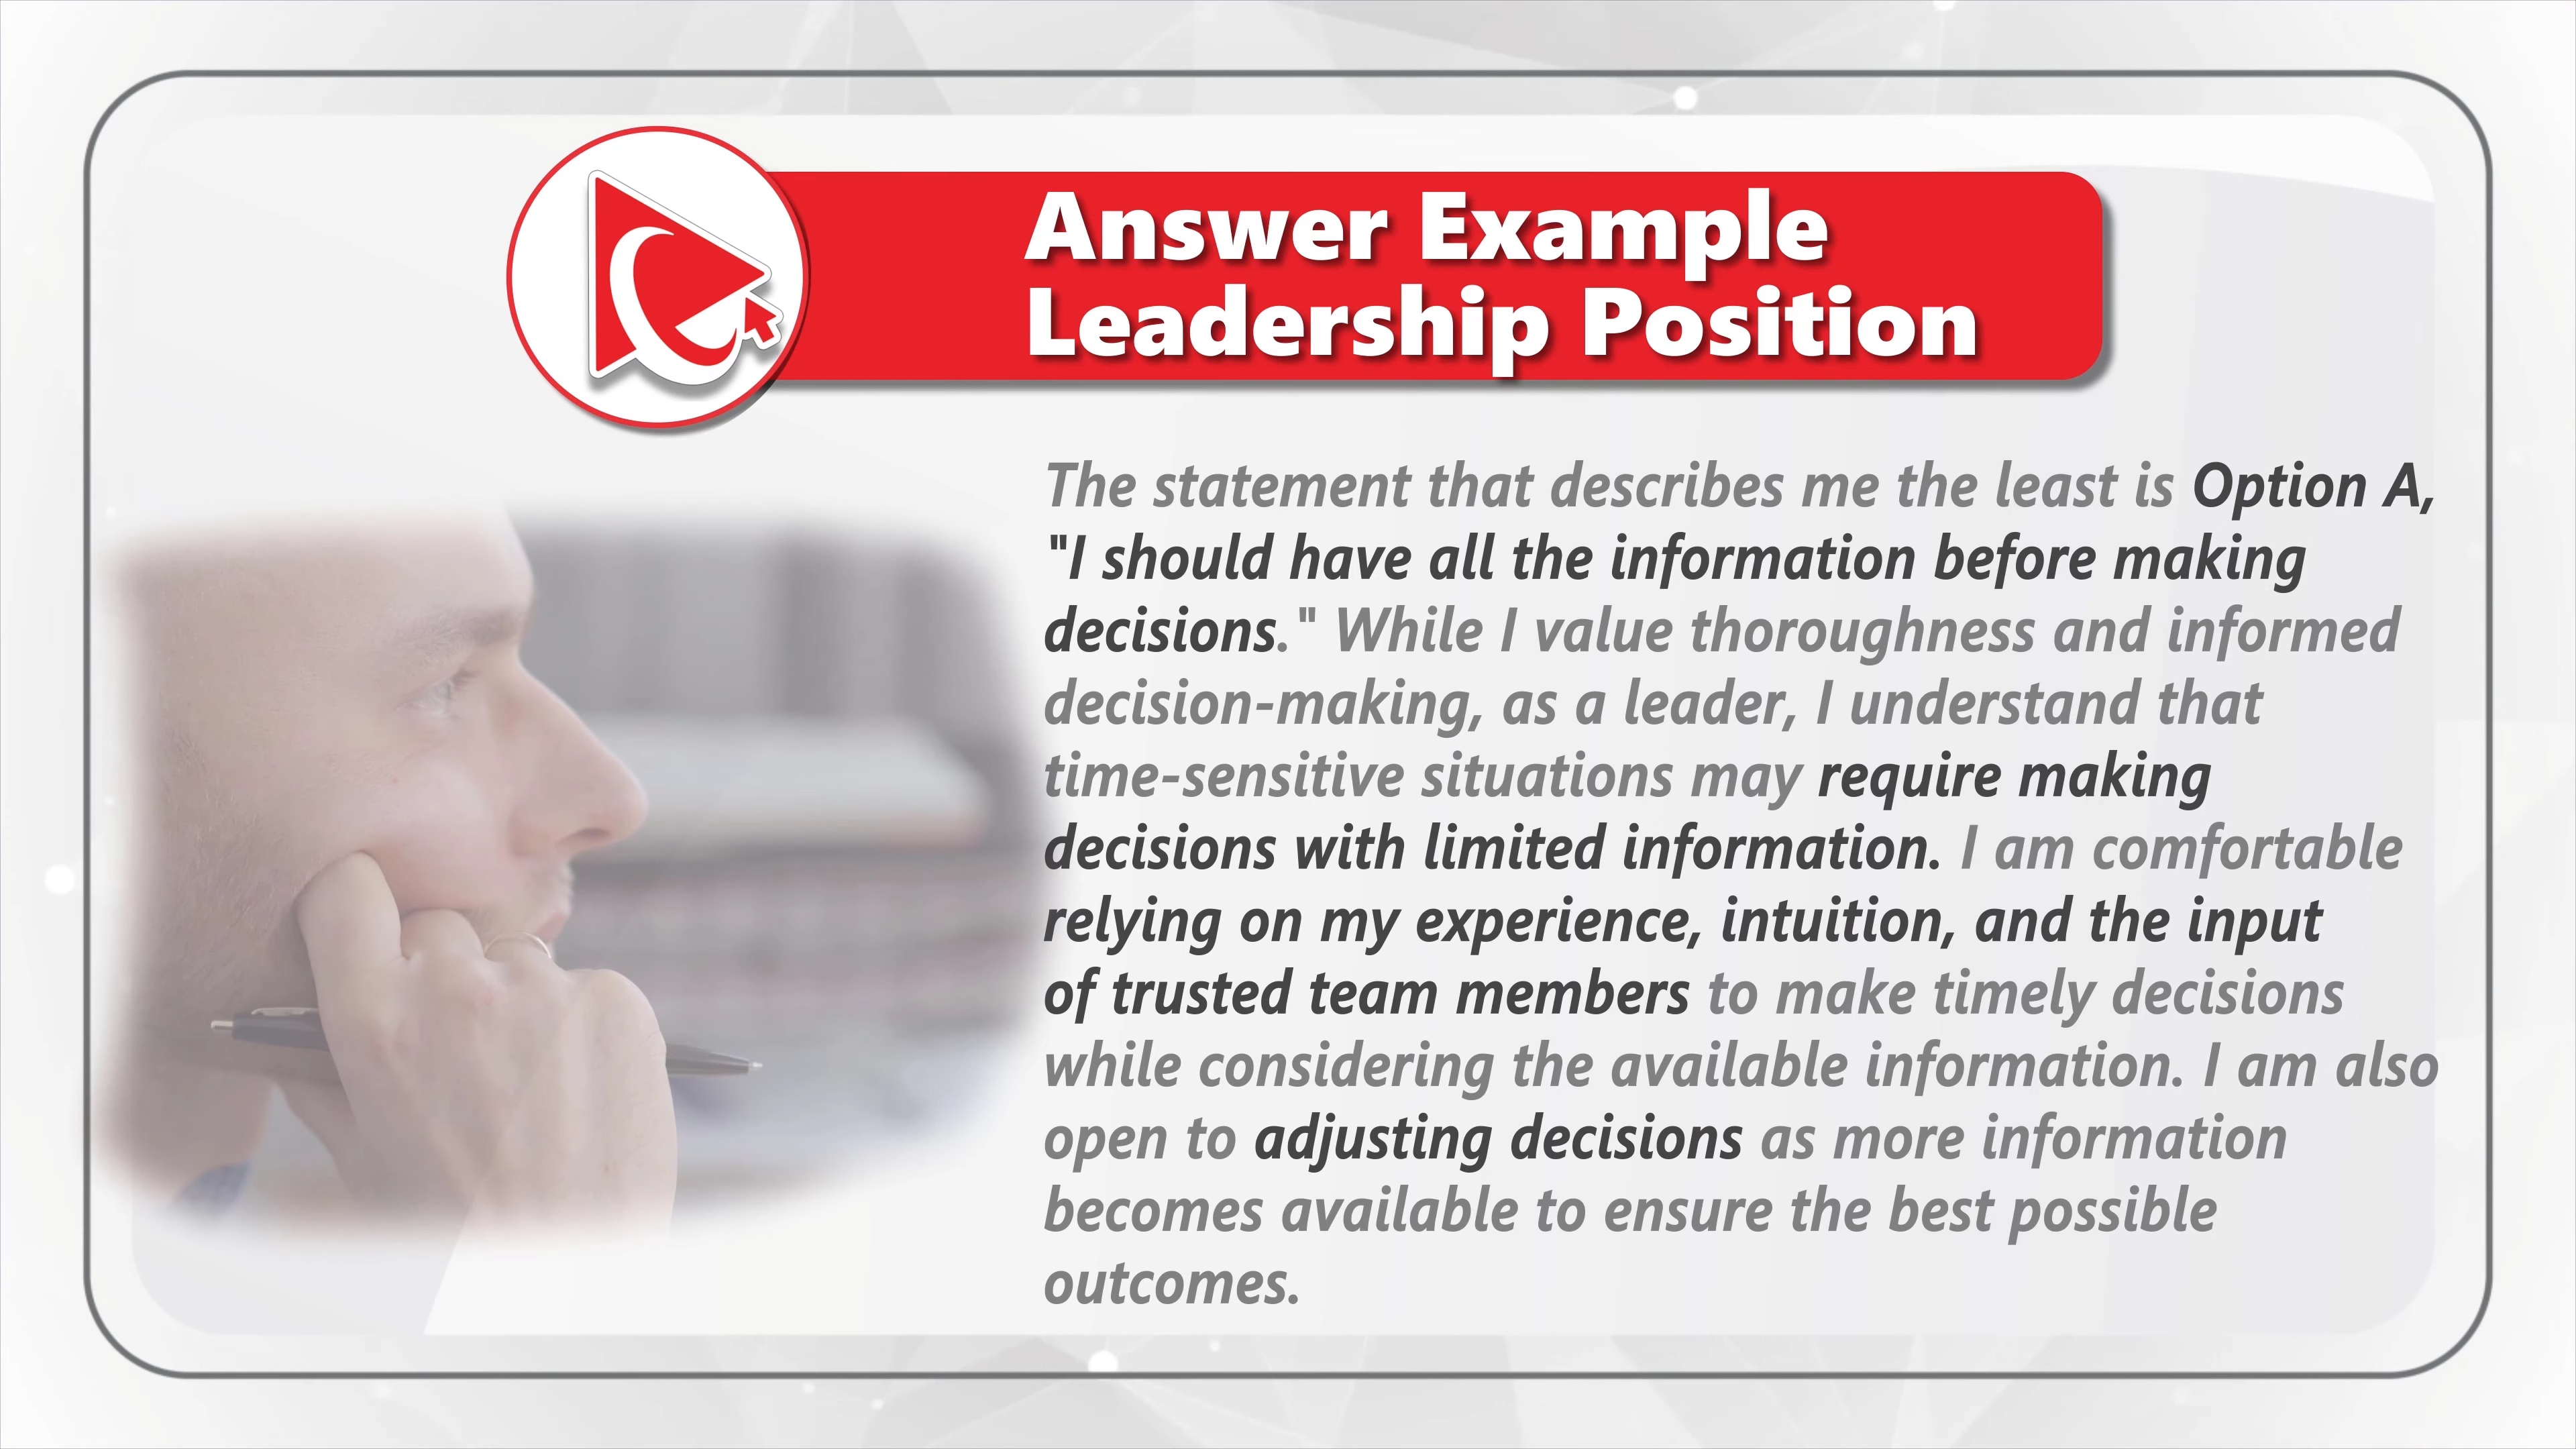 Answer Example
Leadership Position
The statement that describes me the least is Option A,
"I should have all the information before making
decisions." While I value thoroughness and informed
decision-making, as a leader, I understand that
time-sensitive situations may require making
decisions with limited information. I am comfortable
relying on my experience, intuition, and the input
of trusted team members to make timely decisions
while considering the available information. I am also
open to adjusting decisions as more information
becomes available to ensure the best possible
outcomes.